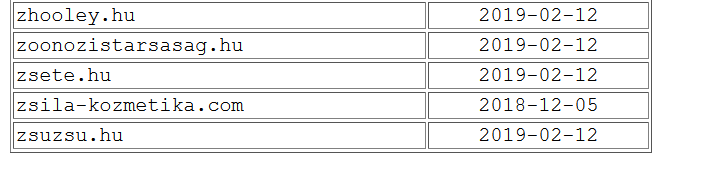 zhooley.hu 2019-02-12
zoonozistarsasag.hu 2019-02-12
zsete.hu 2019-02-12
zsila-kozmetika.com 2018-12-05
zsuzsu.hu 2019-02-12